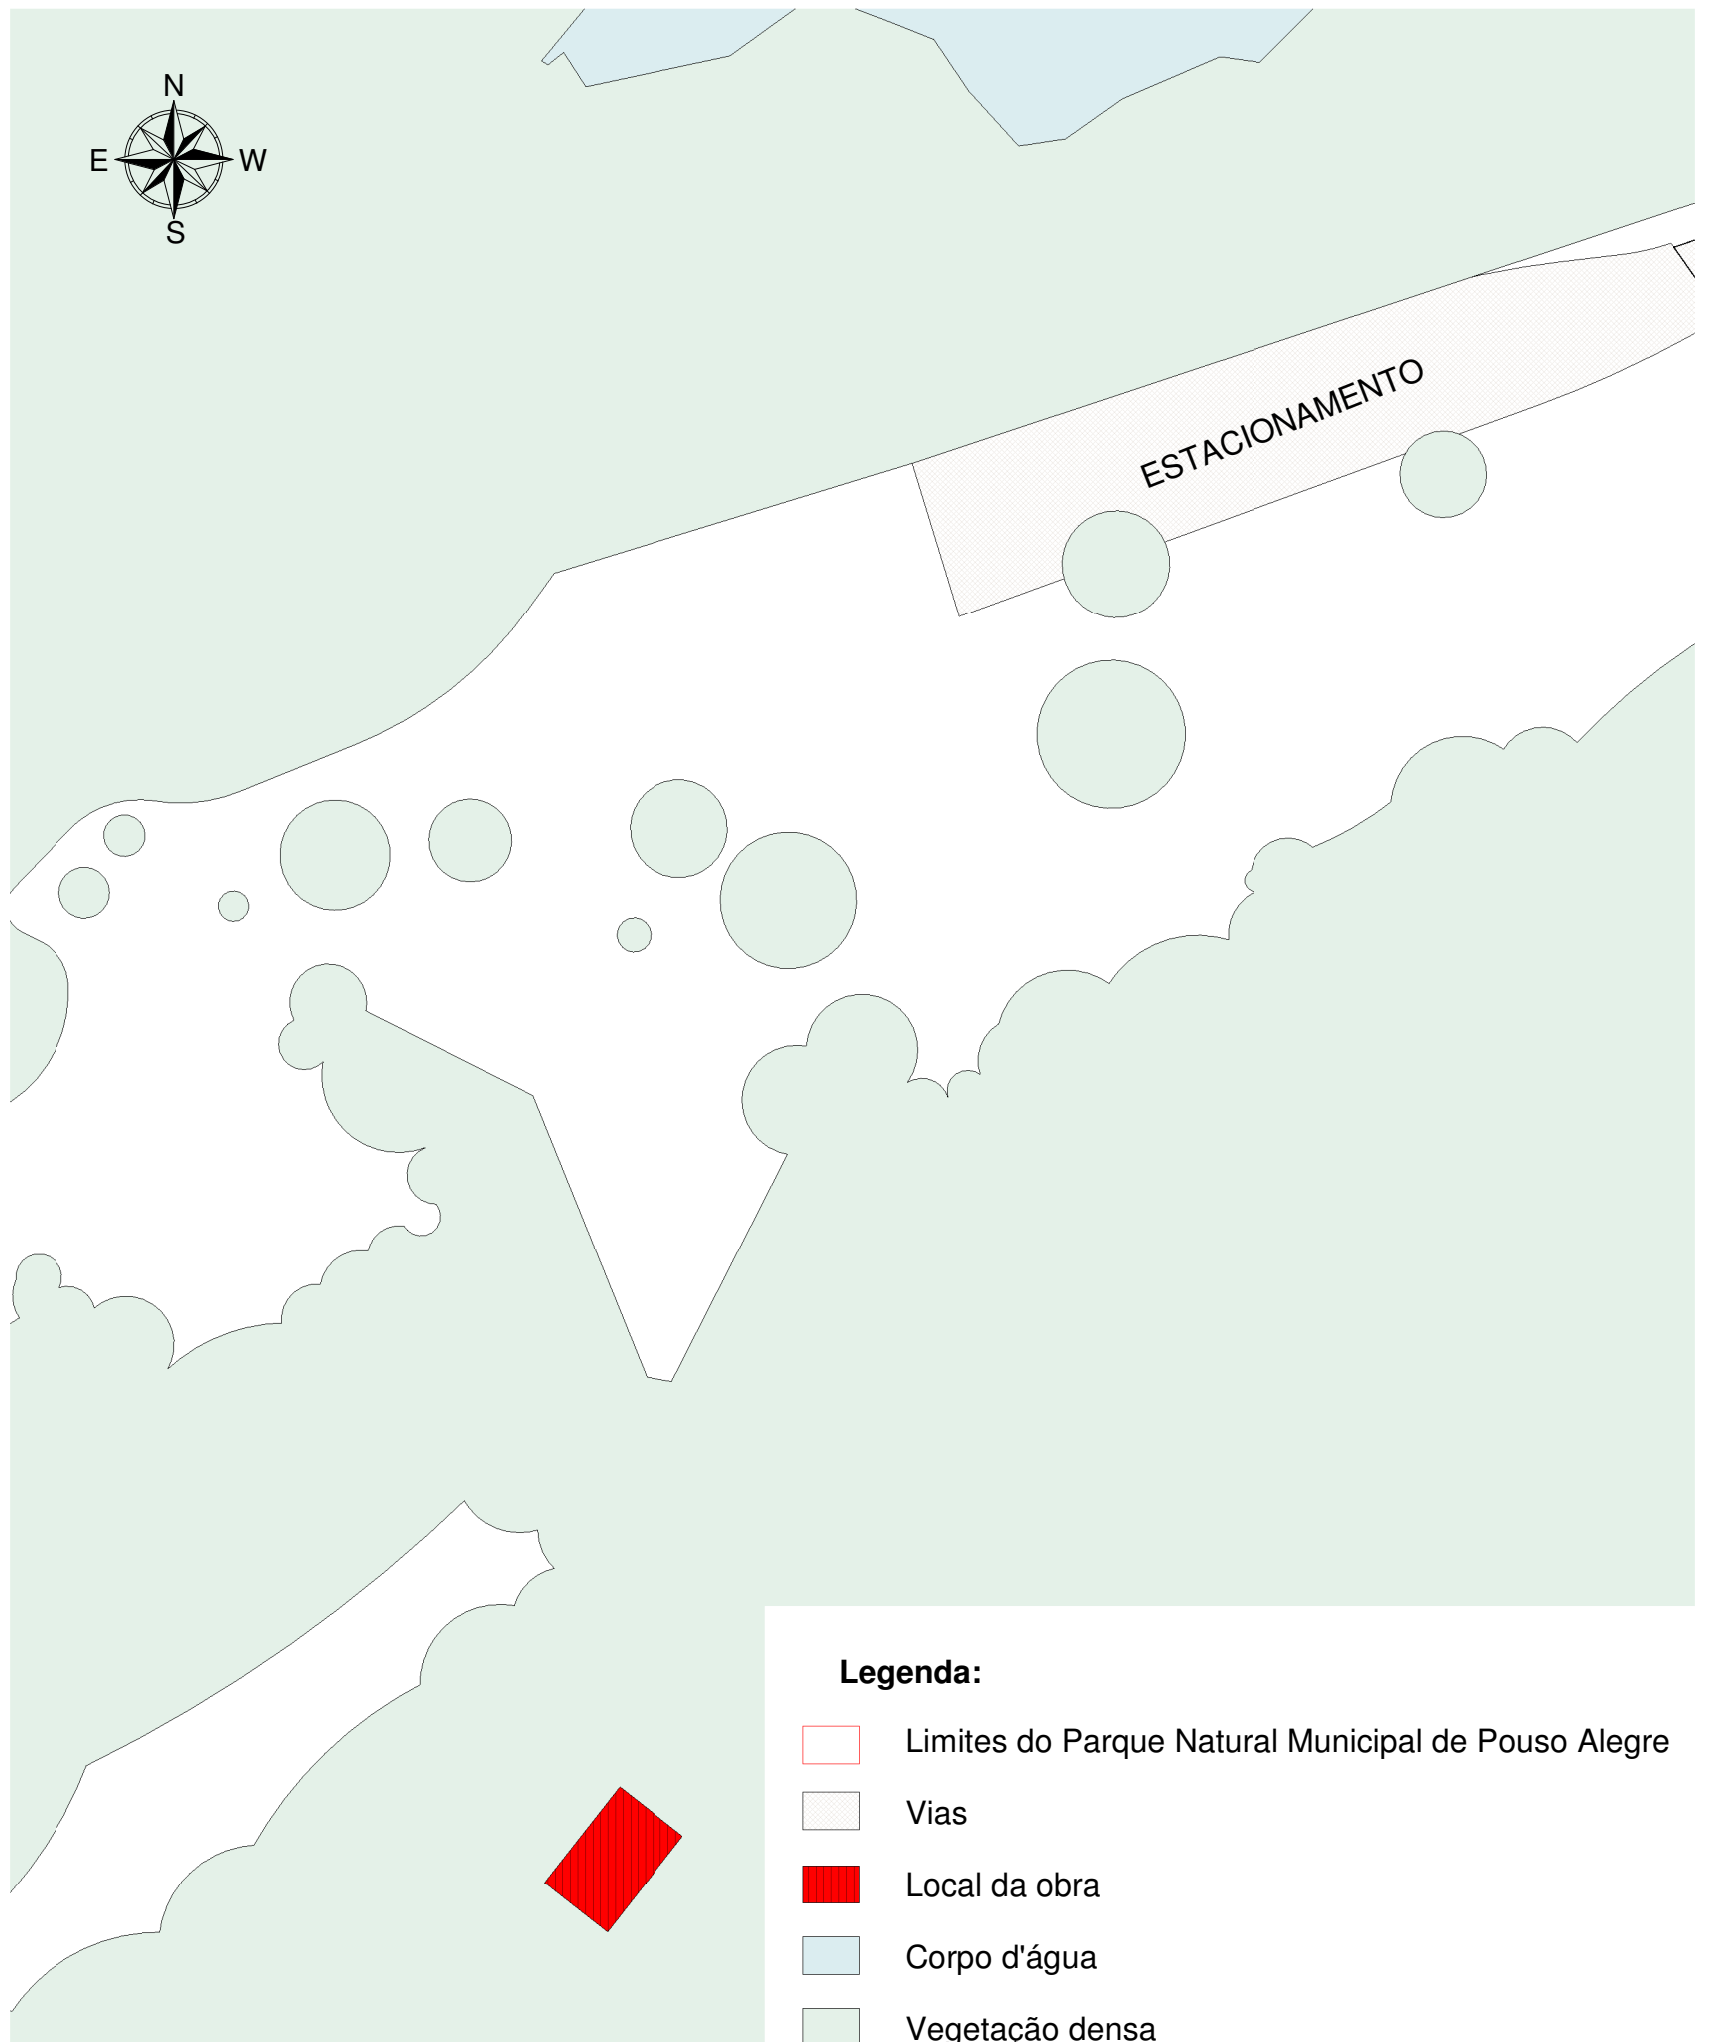 N
E W
S
ESTACIONAMENTO
Legenda:
Limites do Parque Natural Municipal de Pouso Alegre
Vias
Local da obra
Corpo d'água
Vegetação densa